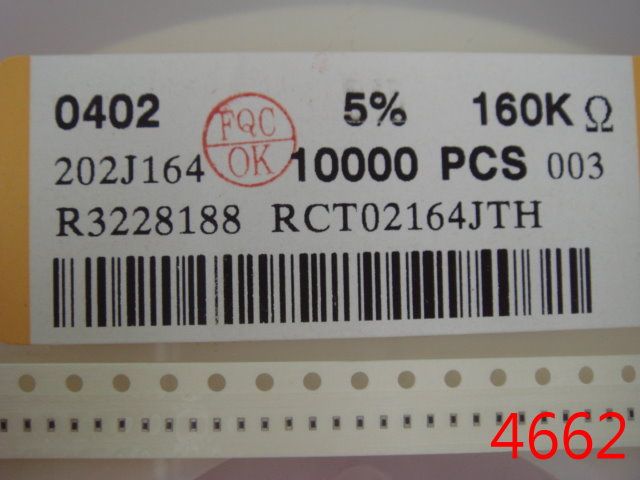 0402 5% 160K Ω
FQC
OK
202J164 10000 PCS 003
R3228188 RCT02164JTH
4662